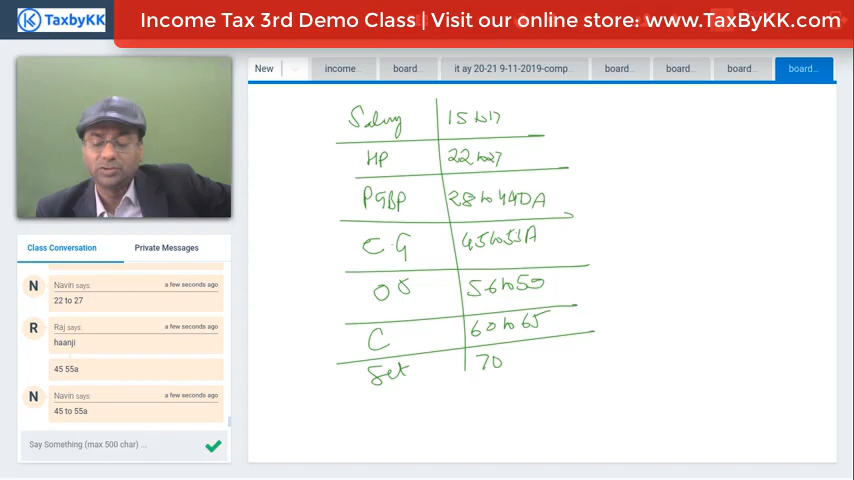 Income Tax 3rd Demo Class | Visit our online store: www.TaxByKK.com
TaxbyKK
New
income...
board...
it ay 20-21 9-11-2019-comp...
board...
board...
board...
board...
Salary 15 to 17
HP 22 to 27
PGBP 28 to 44DA
C.G 45 to 55A
OS 56 to 59
C 60 to 65
Set 70
Class Conversation
Private Messages
N
Navin says:
a few seconds ago
22 to 27
R
Raj says:
a few seconds ago
haanji
45 55a
N
Navin says:
a few seconds ago
45 to 55a
Say Something (max 500 char) ...